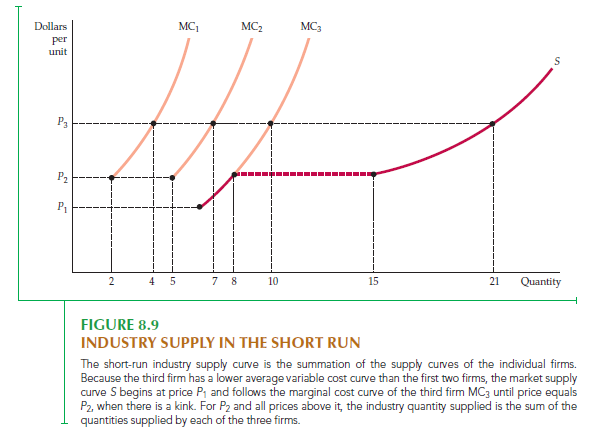 Dollars
per
unit
MC1
MC2
MC3
S
P3
P2
P1
2
4
5
7
8
10
15
21
Quantity
FIGURE 8.9
INDUSTRY SUPPLY IN THE SHORT RUN
The short-run industry supply curve is the summation of the supply curves of the individual firms.
Because the third firm has a lower average variable cost curve than the first two firms, the market supply
curve S begins at price P1 and follows the marginal cost curve of the third firm MC3 until price equals
P2, when there is a kink. For P2 and all prices above it, the industry quantity supplied is the sum of the
quantities supplied by each of the three firms.